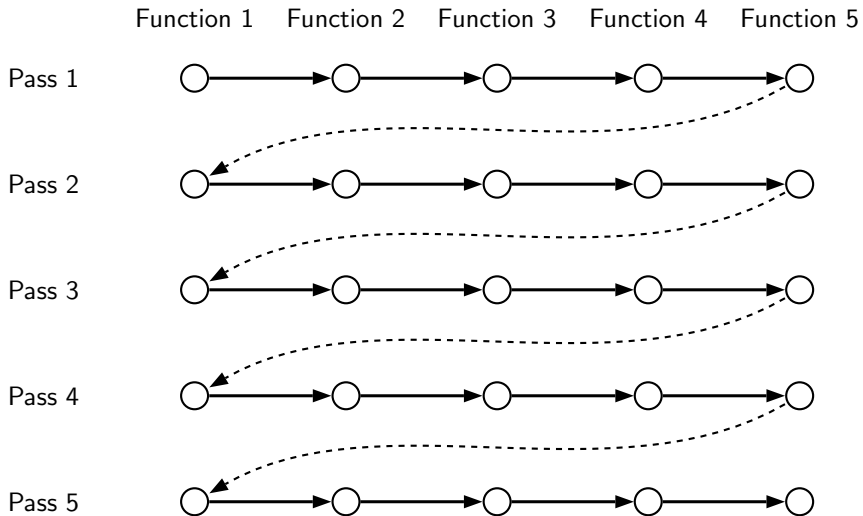 Function 1 Function 2 Function 3 Function 4 Function 5
Pass 1
Pass 2
Pass 3
Pass 4
Pass 5